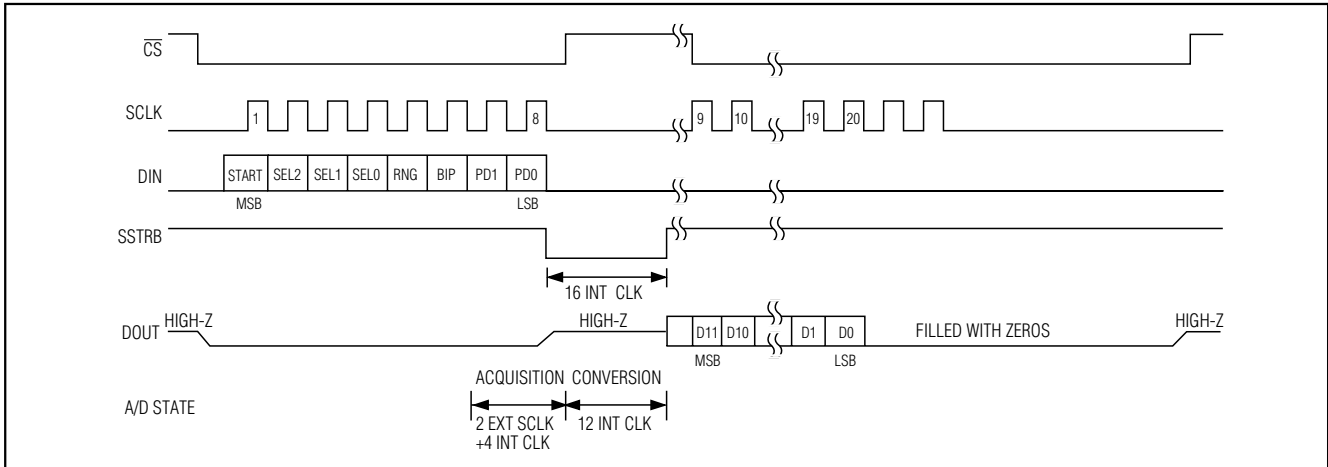 CS
SCLK
1
8
9
10
19
20
DIN
START SEL2 SEL1 SEL0 RNG BIP PD1 PD0
MSB
LSB
SSTRB
16 INT CLK
DOUT
HIGH-Z
HIGH-Z
D11 D10
D1
D0
FILLED WITH ZEROS
HIGH-Z
MSB
LSB
A/D STATE
ACQUISITION
CONVERSION
2 EXT SCLK
+4 INT CLK
12 INT CLK